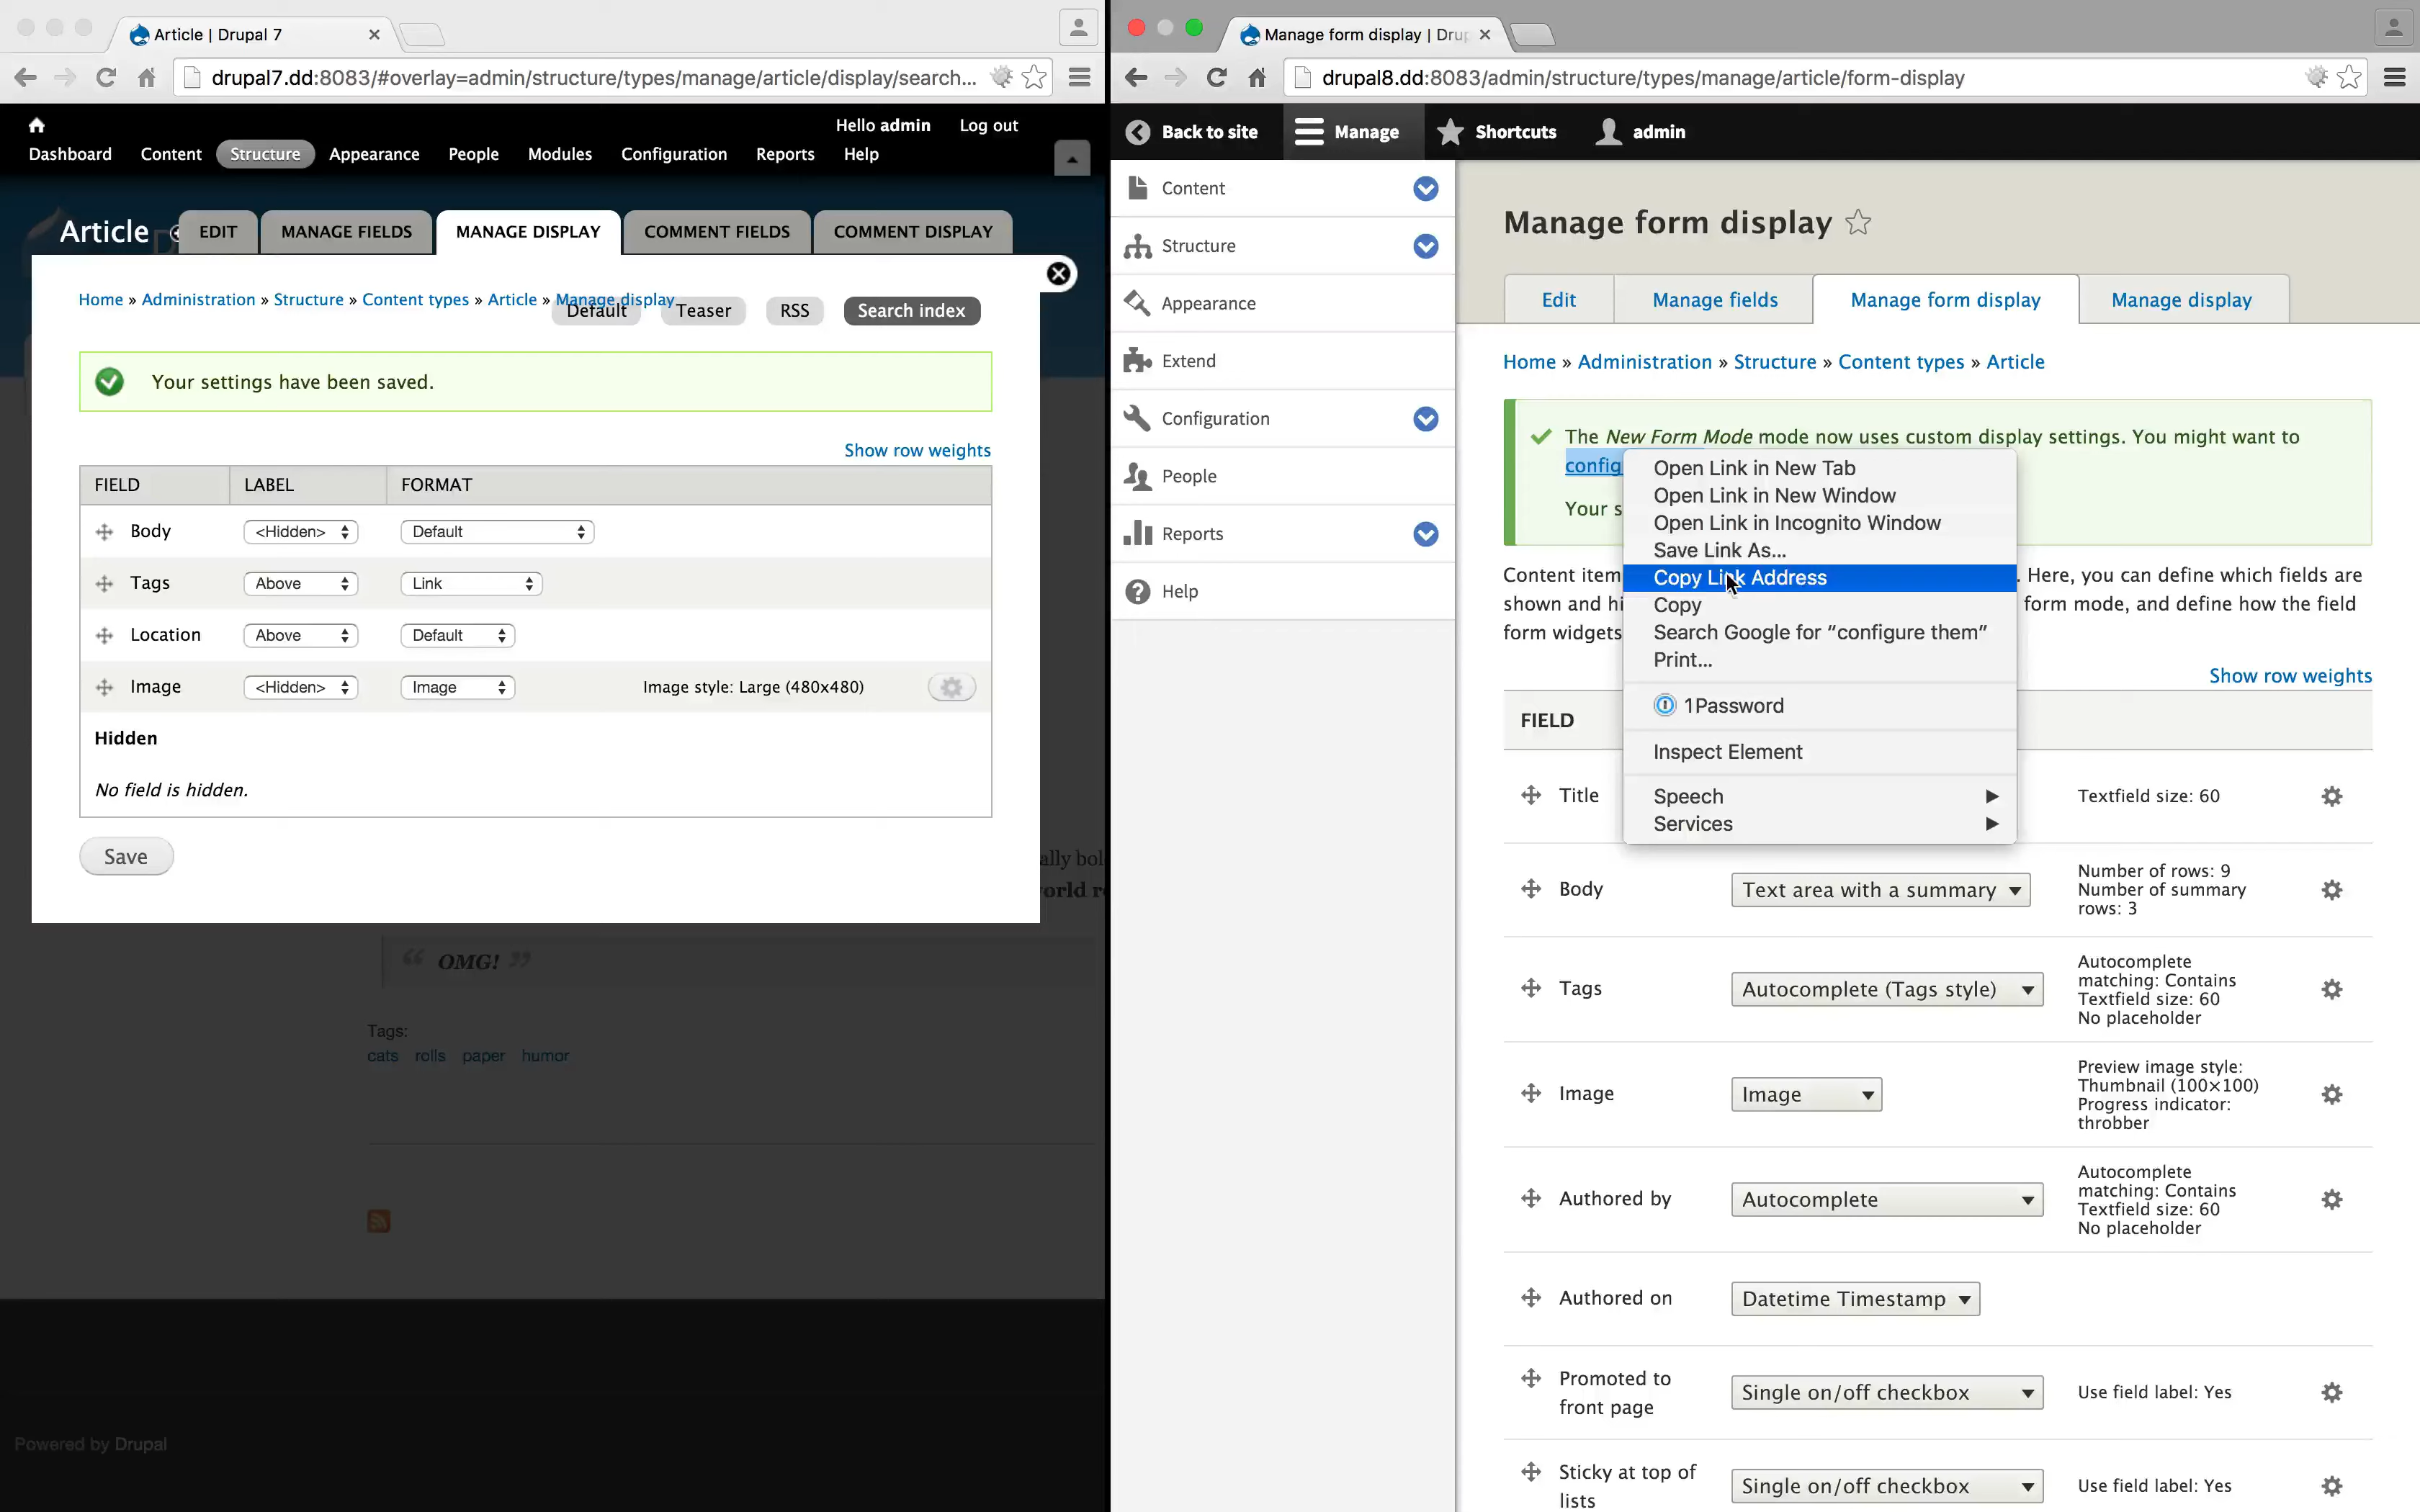 Article | Drupal 7
drupal7.dd:8083/#overlay=admin/structure/types/manage/article/display/search...
Hello admin Log out
Dashboard Content Structure Appearance People Modules Configuration Reports Help
Article
EDIT MANAGE FIELDS MANAGE DISPLAY COMMENT FIELDS COMMENT DISPLAY
Home » Administration » Structure » Content types » Article » Manage display
Default Teaser RSS Search index
Your settings have been saved.
Show row weights
FIELD LABEL FORMAT
Body <Hidden> Default
Tags Above Link
Location Above Default
Image <Hidden> Image Image style: Large (480x480)
Hidden
No field is hidden.
Save
ally bol
world r
“ OMG! ”
Tags:
cats rolls paper humor
Powered by Drupal
Manage form display | Drup
drupal8.dd:8083/admin/structure/types/manage/article/form-display
Back to site Manage Shortcuts admin
Content
Structure
Appearance
Extend
Configuration
People
Reports
Help
Manage form display
Edit Manage fields Manage form display Manage display
Home » Administration » Structure » Content types » Article
The New Form Mode mode now uses custom display settings. You might want to
config
Your s
Open Link in New Tab
Open Link in New Window
Open Link in Incognito Window
Save Link As...
Copy Link Address
Copy
Search Google for “configure them”
Print...
1Password
Inspect Element
Speech
Services
Content item . Here, you can define which fields are
shown and hi form mode, and define how the field
form widgets
Show row weights
FIELD
Title Textfield size: 60
Body Text area with a summary Number of rows: 9
Number of summary
rows: 3
Tags Autocomplete (Tags style) Autocomplete
matching: Contains
Textfield size: 60
No placeholder
Image Image Preview image style:
Thumbnail (100×100)
Progress indicator:
throbber
Authored by Autocomplete Autocomplete
matching: Contains
Textfield size: 60
No placeholder
Authored on Datetime Timestamp
Promoted to
front page Single on/off checkbox Use field label: Yes
Sticky at top of
lists Single on/off checkbox Use field label: Yes